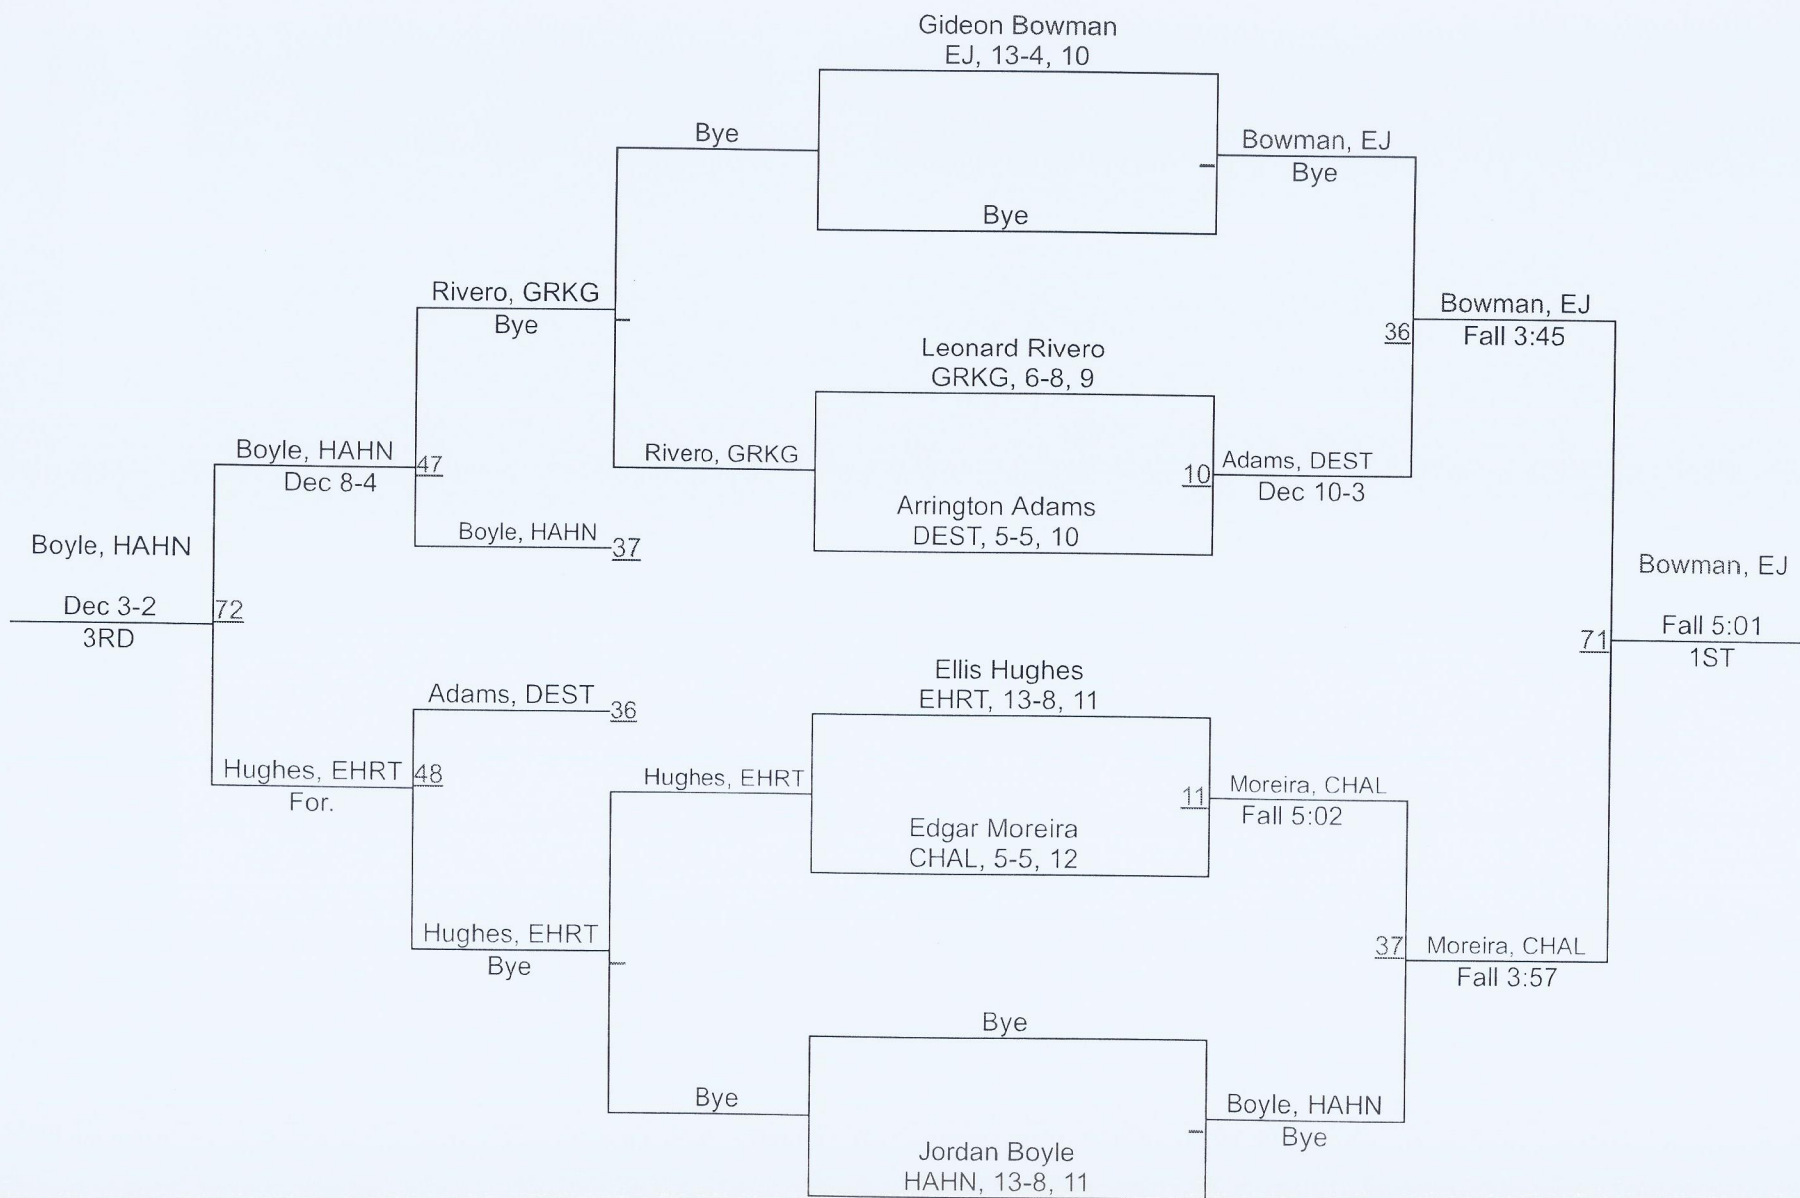 Gideon Bowman
EJ, 13-4, 10
Bye
Bowman, EJ
Bye
Bye
Rivero, GRKG
Bye
Bowman, EJ
36
Fall 3:45
Leonard Rivero
GRKG, 6-8, 9
Boyle, HAHN
47
Dec 8-4
Rivero, GRKG
10
Adams, DEST
Dec 10-3
Arrington Adams
DEST, 5-5, 10
Boyle, HAHN
37
Boyle, HAHN
Dec 3-2
72
3RD
Bowman, EJ
71
Fall 5:01
1ST
Ellis Hughes
EHRT, 13-8, 11
Adams, DEST
36
Hughes, EHRT
48
For.
Hughes, EHRT
11
Moreira, CHAL
Fall 5:02
Edgar Moreira
CHAL, 5-5, 12
Hughes, EHRT
Bye
37
Moreira, CHAL
Fall 3:57
Bye
Bye
Boyle, HAHN
Bye
Jordan Boyle
HAHN, 13-8, 11